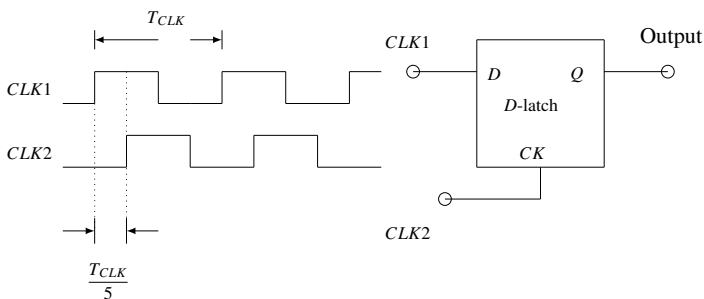 T_CLK
CLK1
CLK2
T_CLK
5
CLK1
Output
D
Q
D-latch
CK
CLK2